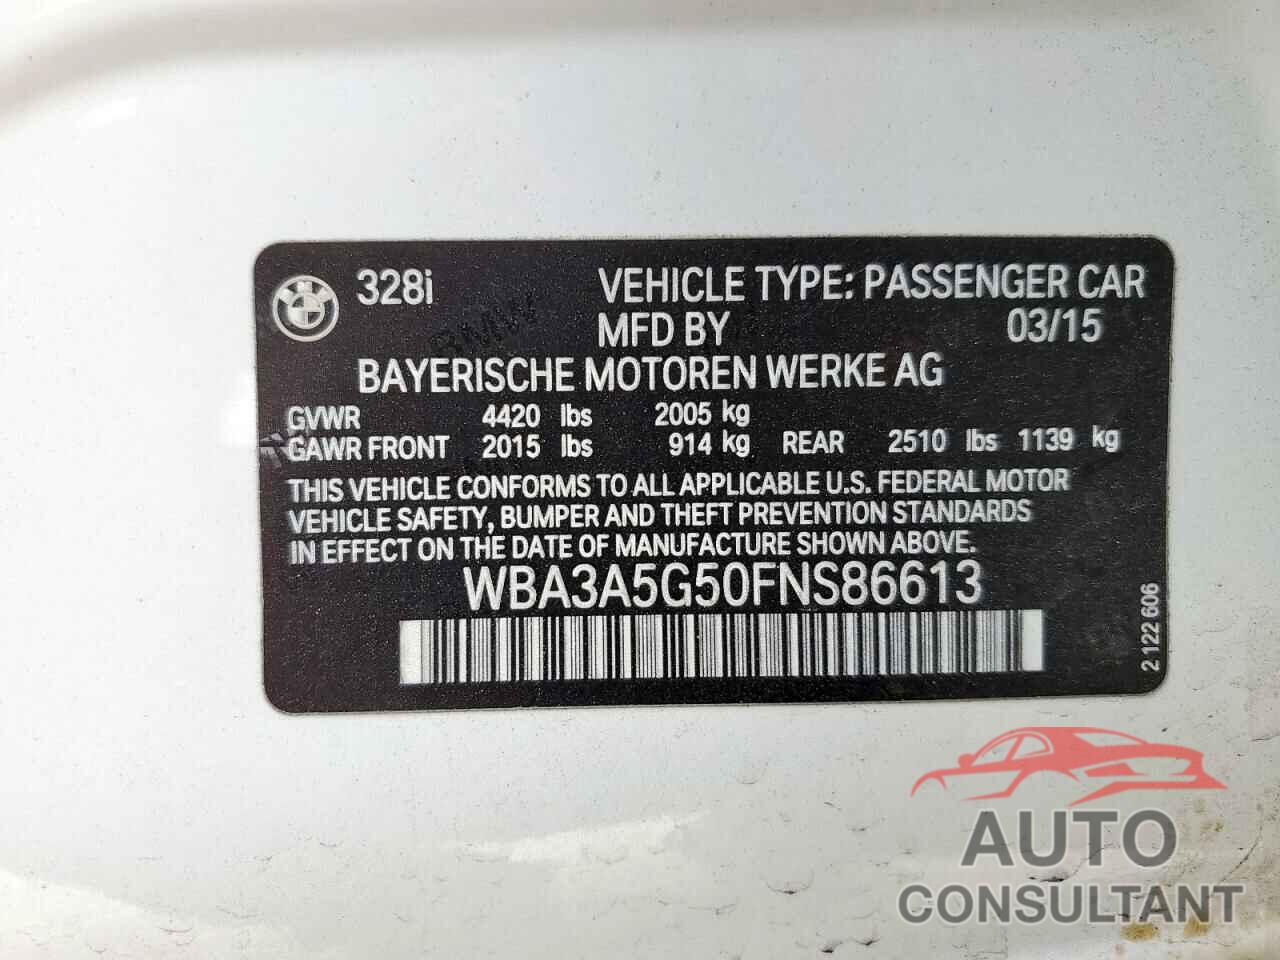 328i VEHICLE TYPE: PASSENGER CAR
MFD BY 03/15
BAYERISCHE MOTOREN WERKE AG
GVWR 4420 lbs 2005 kg
GAWR FRONT 2015 lbs 914 kg REAR 2510 lbs 1139 kg
THIS VEHICLE CONFORMS TO ALL APPLICABLE U.S. FEDERAL MOTOR
VEHICLE SAFETY, BUMPER AND THEFT PREVENTION STANDARDS
IN EFFECT ON THE DATE OF MANUFACTURE SHOWN ABOVE.
WBA3A5G50FNS86613
2 122 606
BMW
AUTO
CONSULTANT